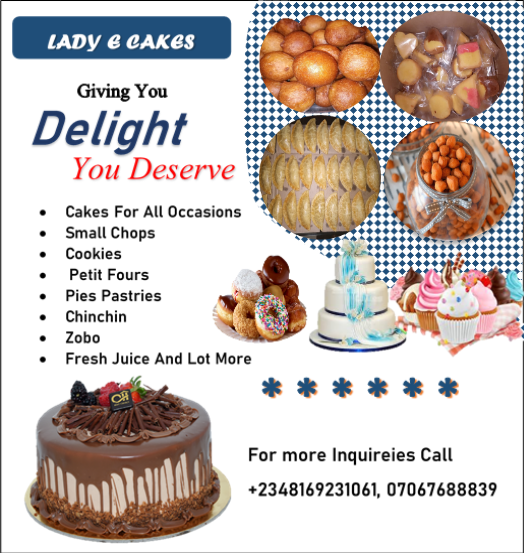 LADY E CAKES
Giving You
Delight
You Deserve
• Cakes For All Occasions
• Small Chops
• Cookies
• Petit Fours
• Pies Pastries
• Chinchin
• Zobo
• Fresh Juice And Lot More
* * * * * *
For more Inquireies Call
+2348169231061, 07067688839